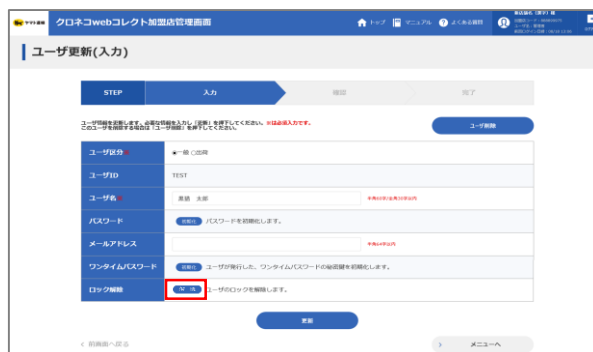 クロネコwebコレクト加盟店管理画面
トップ
マニュアル
よくある質問
ユーザ更新(入力)
STEP
入力
確認
完了
ユーザ情報を更新します。必要な情報を入力し「更新」を押下してください。※は必須入力です。
このユーザを削除する場合は「ユーザ削除」を押下してください。
ユーザ削除
ユーザ区分※
一般 出荷
ユーザID
TEST
ユーザ名※
黒猫 太郎
パスワード
初期化 パスワードを初期化します。
メールアドレス
ワンタイムパスワード
初期化 ユーザが発行した、ワンタイムパスワードの秘密鍵を初期化します。
ロック解除
解 除 ユーザのロックを解除します。
更新
< 前画面へ戻る
> メニューへ